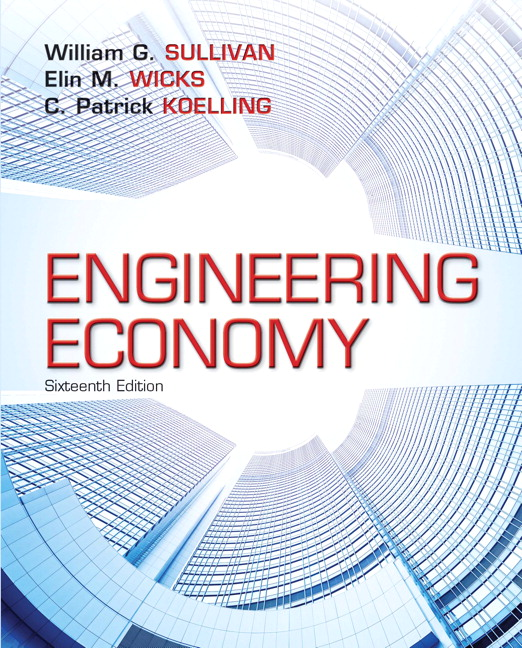 William G. SULLIVAN
Elin M. WICKS
C. Patrick KOELLING
ENGINEERING
ECONOMY
Sixteenth Edition